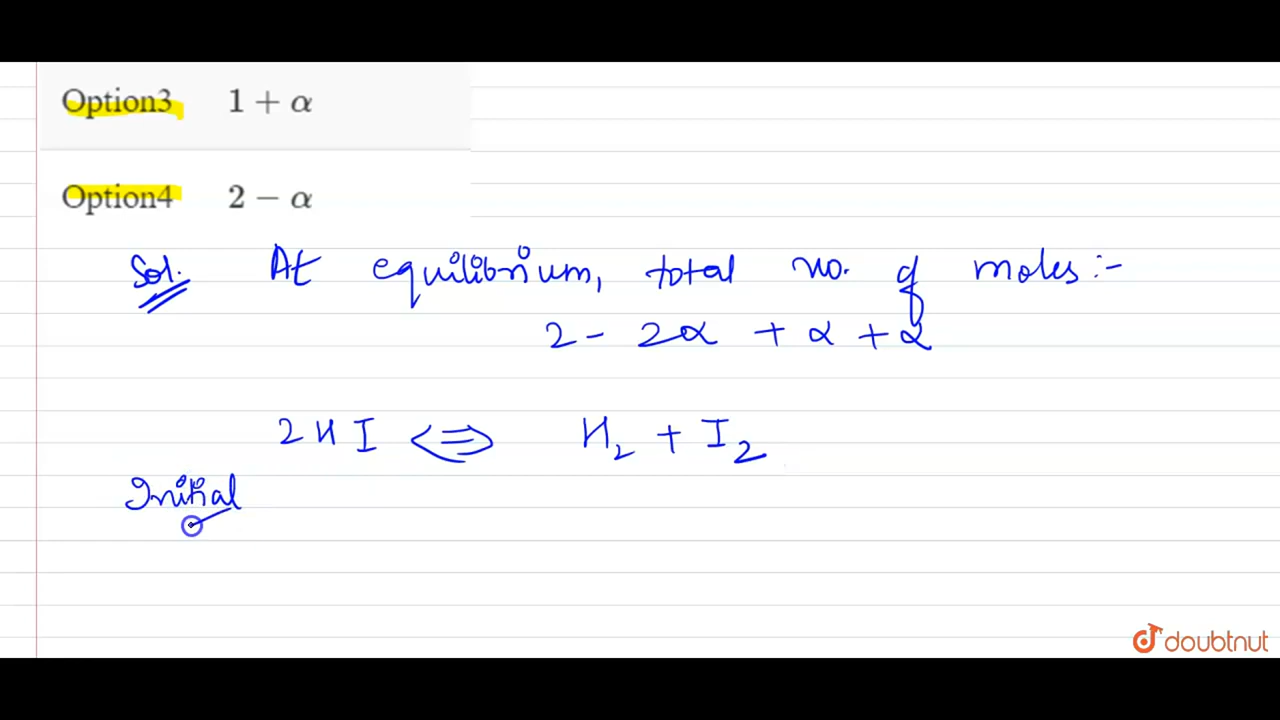 Option3 1 + α
Option4 2 − α
Sol. At equilibrium, total no. of moles :-
2 - 2α + α + α
2HI <=> H₂ + I₂
Initial
doubtnut